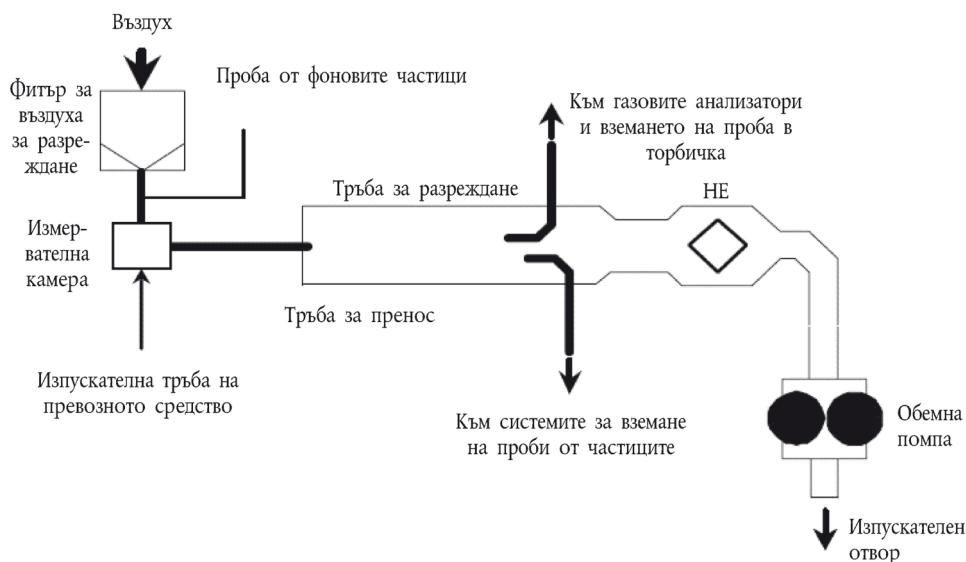 Въздух
Проба от фоновите частици
Фитър за
въздуха
за разре-
ждане
Към газовите анализатори
и вземането на проба в
торбичка
Тръба за разреждане
НЕ
Измер-
вателна
камера
Тръба за пренос
Изпускателна тръба на
превозното средство
Към системите за вземане
на проби от частиците
Обемна
помпа
Изпускателен
отвор